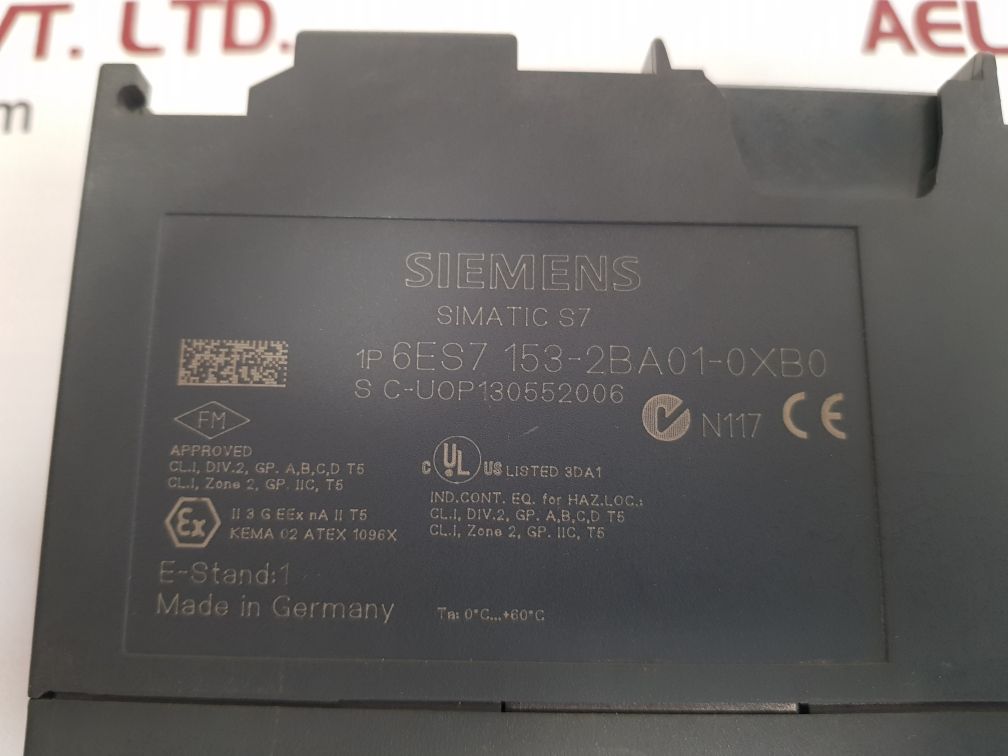 VT. LTD.
AEL
m
SIEMENS
SIMATIC S7
1P 6ES7 153-2BA01-0XB0
S C-U0P130552006
FM
APPROVED
CL.I, DIV.2, GP. A,B,C,D T5
CL.I, Zone 2, GP. IIC, T5
N117 CE
C UL US LISTED 3DA1
IND.CONT. EQ. for HAZ.LOC.:
CL.I, DIV.2, GP. A,B,C,D T5
CL.I, Zone 2, GP. IIC, T5
Ex
II 3 G EEx nA II T5
KEMA 02 ATEX 1096X
E-Stand:1
Made in Germany
Ta: 0°C...+60°C